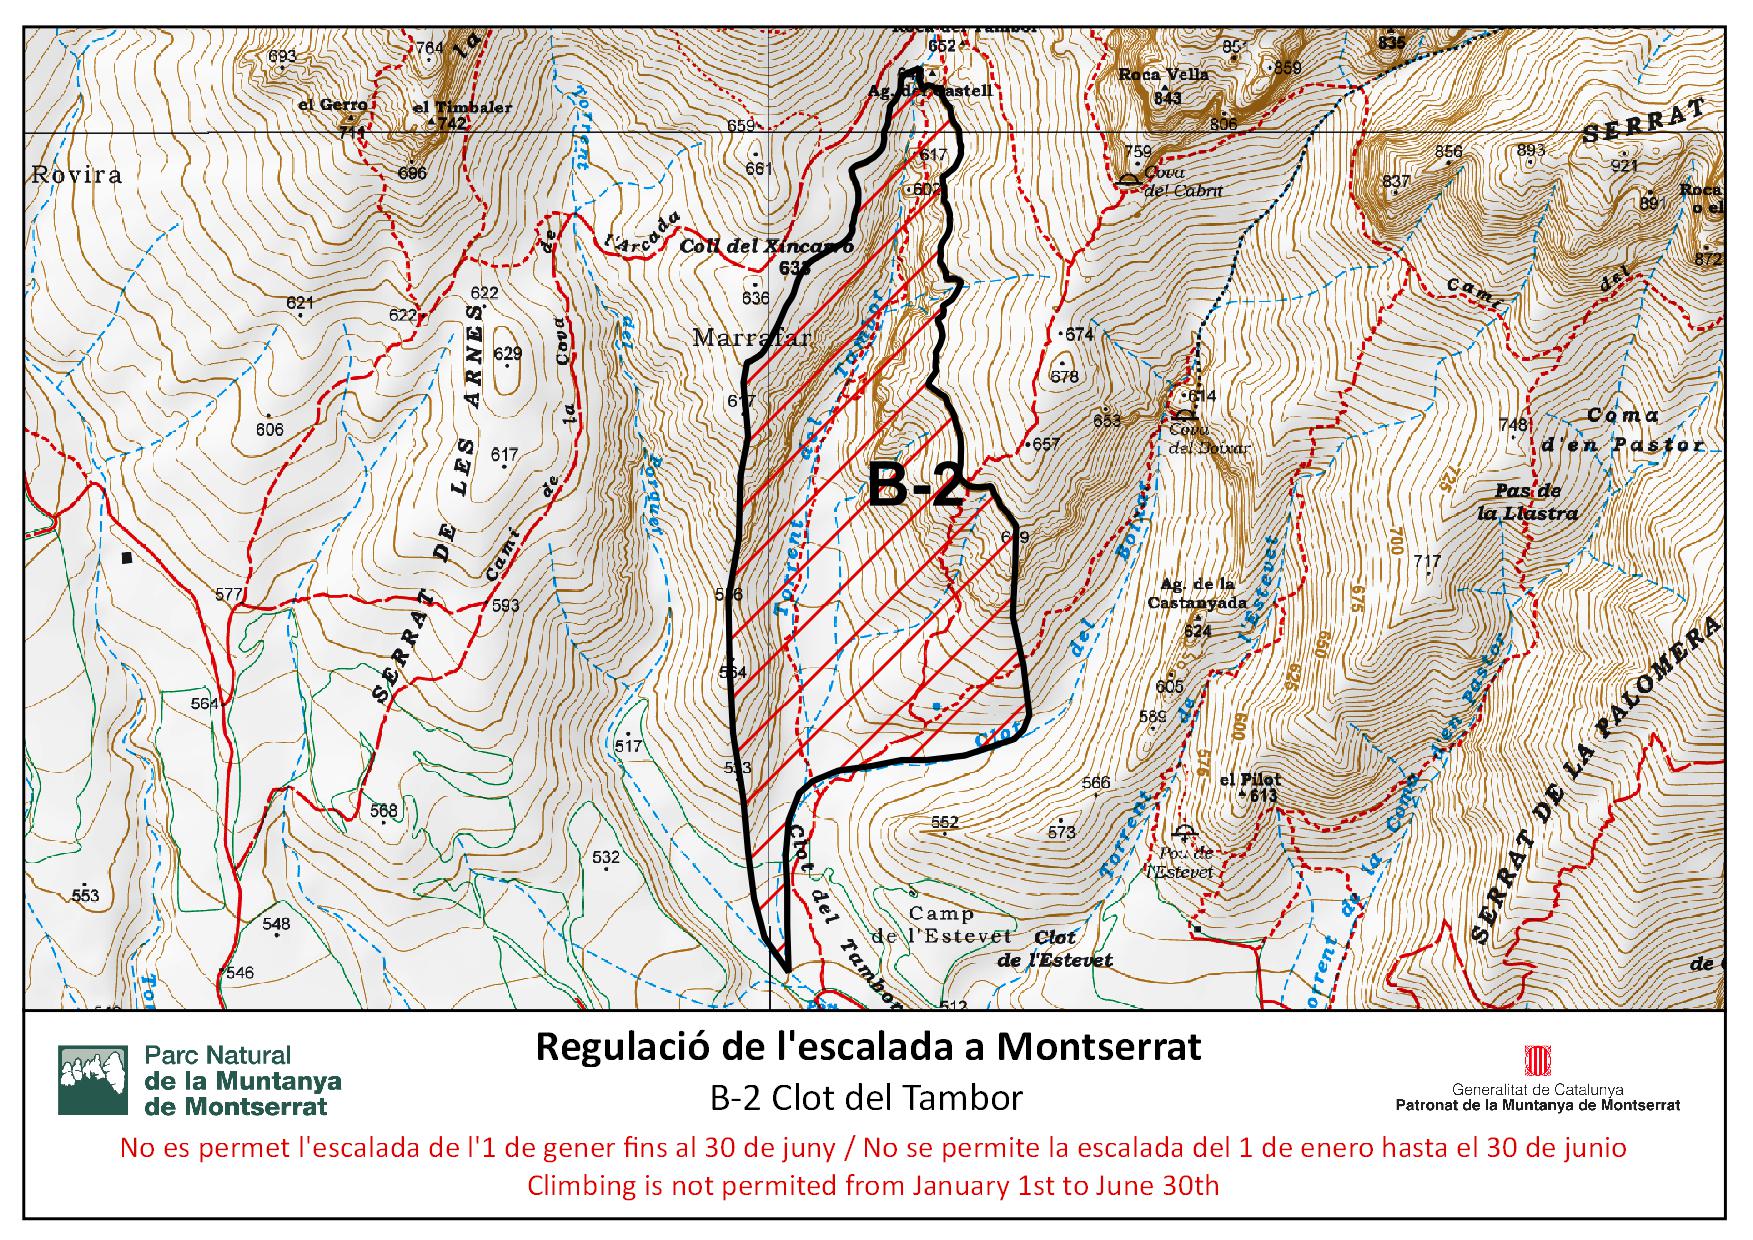 Roca del Tambor
652
764
la
693
851
859
835
Roca Vella
843
806
Ag. del Castell
el Gerro
711
el Timbaler
742
696
Torrent
659
661
617
602
759
Cova
del Cabrit
856
893
921
837
891
872
SERRAT
Roca
o el
Rovira
de
l'Arcada
Coll del Xincarró
633
636
Marrafar
621
622
622
629
la Cova
del
Porquer
617
606
617
674
678
653
657
614
Cova
del Boixar
Camí
del
748
Coma
d'en Pastor
Pas de
la Llastra
725
700
717
675
650
625
600
575
SERRAT DE LES ARNES
Camí de
Torrent del Tambor
B-2
577
593
564
564
517
568
532
553
548
546
566
552
573
512
Ag. de la
Castanyada
624
605
589
el Pilot
613
Pou de
l'Estevet
Torrent de l'Estevet
del Boixar
Clot
Clot del Tambor
Camp
de l'Estevet
Clot
de l'Estevet
Torrent de la Coma d'en Pastor
SERRAT DE LA PALOMERA
de
Parc Natural
de la Muntanya
de Montserrat
Regulació de l'escalada a Montserrat
B-2 Clot del Tambor
Generalitat de Catalunya
Patronat de la Muntanya de Montserrat
No es permet l'escalada de l'1 de gener fins al 30 de juny / No se permite la escalada del 1 de enero hasta el 30 de junio
Climbing is not permited from January 1st to June 30th